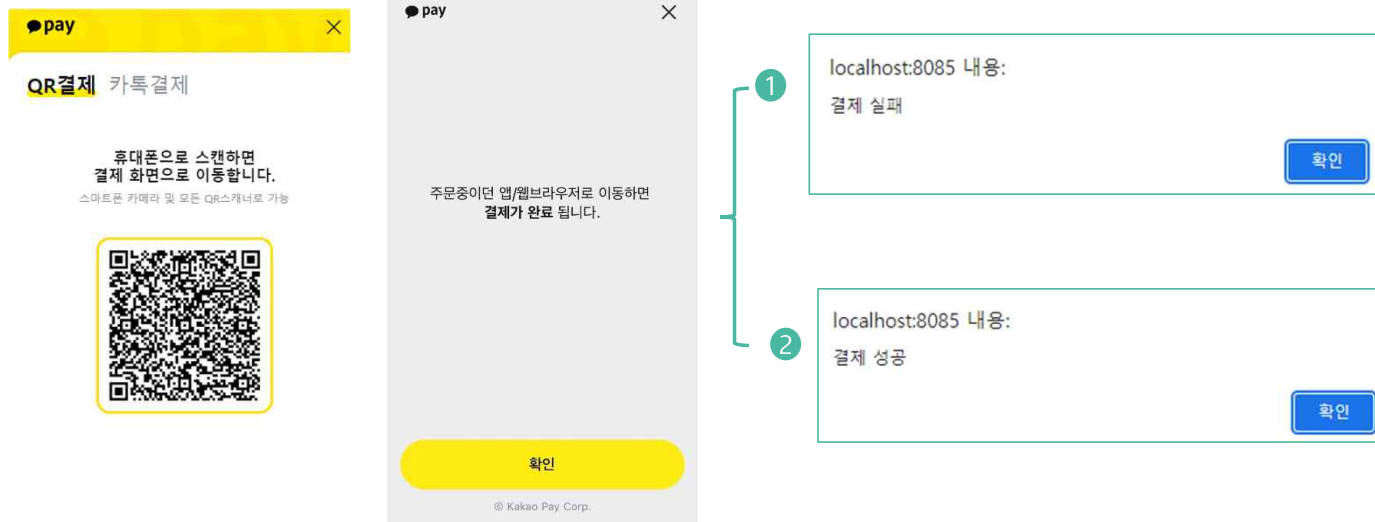 pay
QR결제 카톡결제
휴대폰으로 스캔하면
결제 화면으로 이동합니다.
스마트폰 카메라 및 모든 QR스캐너로 가능
pay
주문중이던 앱/웹브라우저로 이동하면
결제가 완료 됩니다.
확인
© Kakao Pay Corp.
1
localhost:8085 내용:
결제 실패
확인
2
localhost:8085 내용:
결제 성공
확인